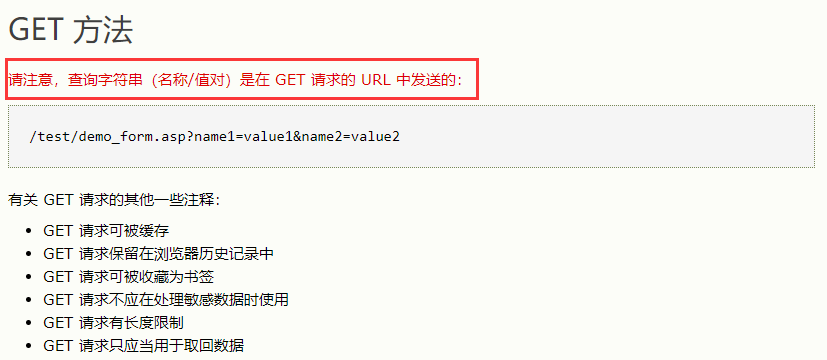 GET 方法
请注意，查询字符串（名称/值对）是在 GET 请求的 URL 中发送的：
/test/demo_form.asp?name1=value1&name2=value2
有关 GET 请求的其他一些注释：
• GET 请求可被缓存
• GET 请求保留在浏览器历史记录中
• GET 请求可被收藏为书签
• GET 请求不应在处理敏感数据时使用
• GET 请求有长度限制
• GET 请求只应当用于取回数据